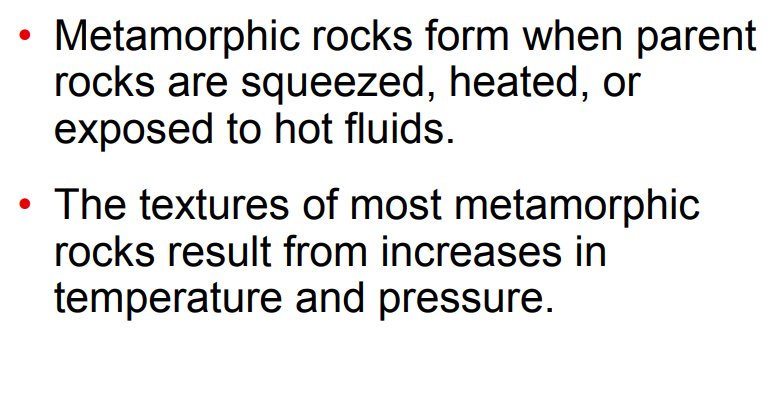 • Metamorphic rocks form when parent
rocks are squeezed, heated, or
exposed to hot fluids.
• The textures of most metamorphic
rocks result from increases in
temperature and pressure.